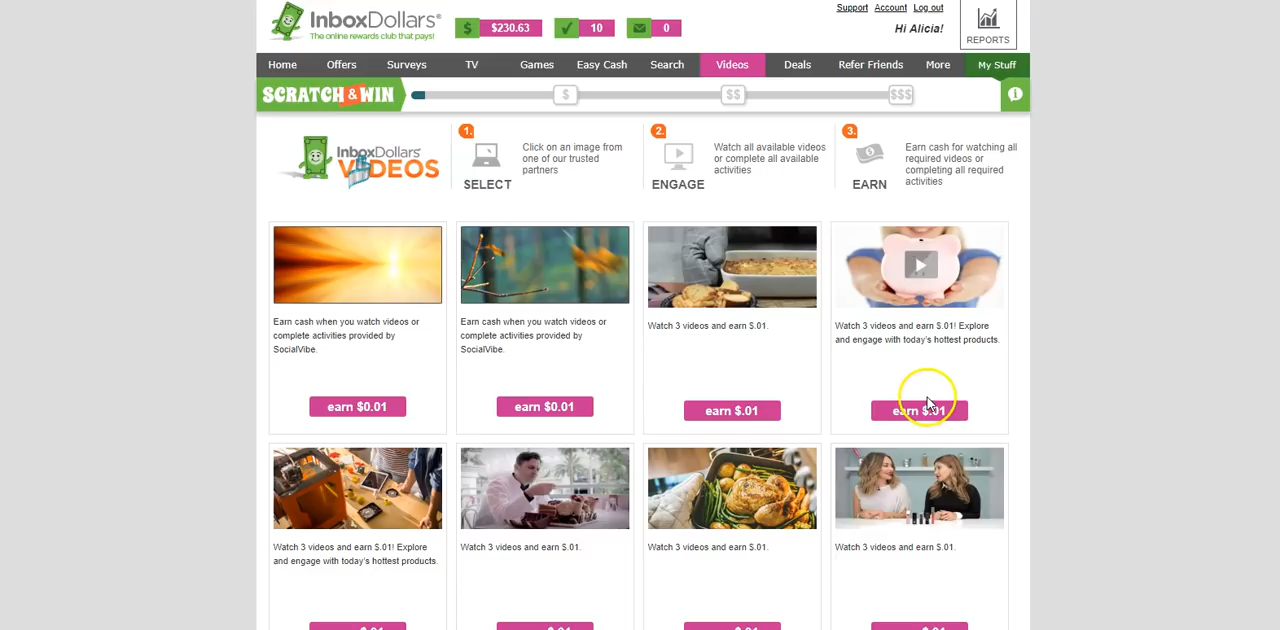 Support Account Log out
InboxDollars®
The online rewards club that pays!
$ $230.63 10 0
Hi Alicia!
REPORTS
Home Offers Surveys TV Games Easy Cash Search Videos Deals Refer Friends More My Stuff
SCRATCH & WIN $ $$ $$$ i
InboxDollars
VIDEOS
1.
SELECT
Click on an image from
one of our trusted
partners
2.
ENGAGE
Watch all available videos
or complete all available
activities
3.
EARN
Earn cash for watching all
required videos or
completing all required
activities
Earn cash when you watch videos or
complete activities provided by
SocialVibe.
earn $0.01
Earn cash when you watch videos or
complete activities provided by
SocialVibe.
earn $0.01
Watch 3 videos and earn $.01.
earn $.01
Watch 3 videos and earn $.01! Explore
and engage with today's hottest products.
earn $.01
Watch 3 videos and earn $.01! Explore
and engage with today's hottest products.
Watch 3 videos and earn $.01.
Watch 3 videos and earn $.01.
Watch 3 videos and earn $.01.